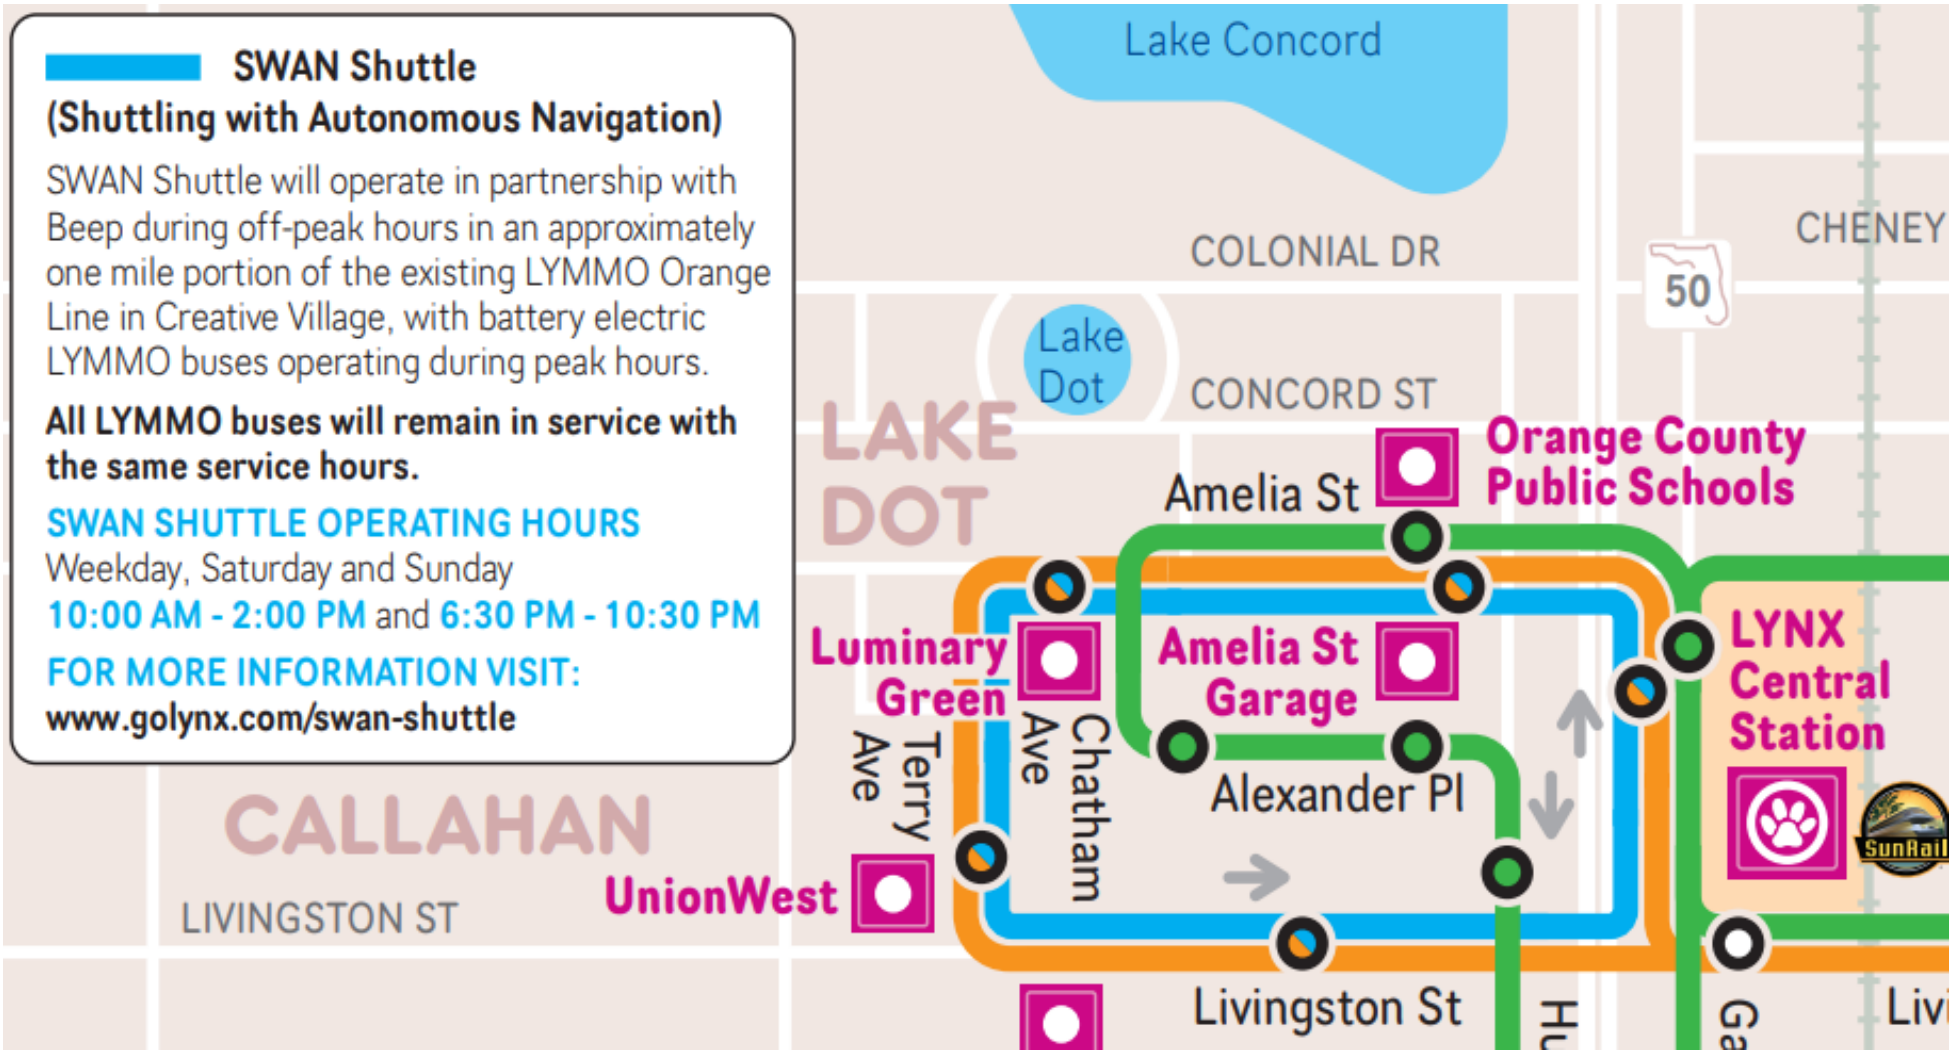 SWAN Shuttle
(Shuttling with Autonomous Navigation)
SWAN Shuttle will operate in partnership with
Beep during off-peak hours in an approximately
one mile portion of the existing LYMMO Orange
Line in Creative Village, with battery electric
LYMMO buses operating during peak hours.
All LYMMO buses will remain in service with
the same service hours.
SWAN SHUTTLE OPERATING HOURS
Weekday, Saturday and Sunday
10:00 AM - 2:00 PM and 6:30 PM - 10:30 PM
FOR MORE INFORMATION VISIT:
www.golynx.com/swan-shuttle
Lake Concord
COLONIAL DR
50
CHENEY
Lake
Dot
CONCORD ST
LAKE
DOT
Amelia St
Orange County
Public Schools
Luminary
Green
Amelia St
Garage
LYNX
Central
Station
Terry
Ave
Chatham
Ave
Alexander Pl
SunRail
CALLAHAN
UnionWest
LIVINGSTON ST
Livingston St
Hu
Ga
Livi